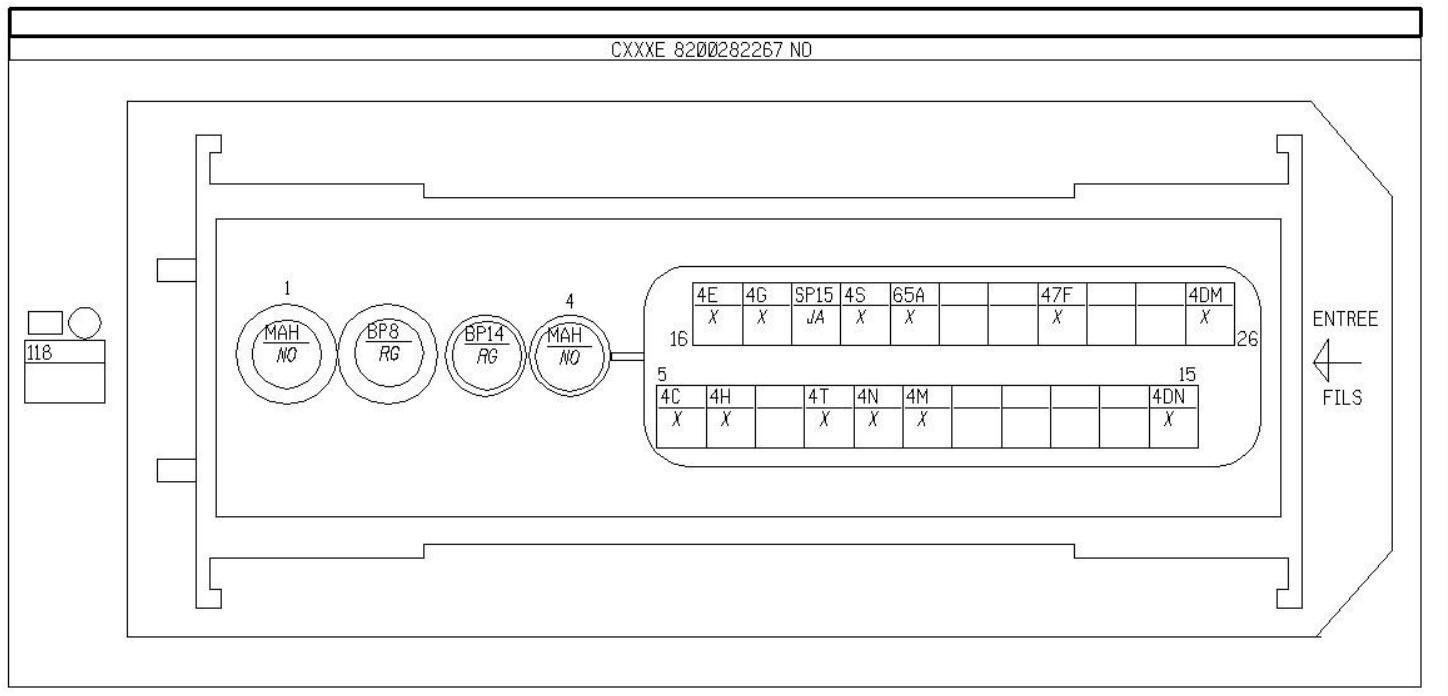 CXXXE 8200282267 NO
118
1
4
MAH
NO
BP8
RG
BP14
RG
MAH
NO
4E 4G SP15 4S 65A 47F 4DM
X X JA X X X X
16
26
5
15
4C 4H 4T 4N 4M 4DN
X X X X X X
ENTREE
FILS